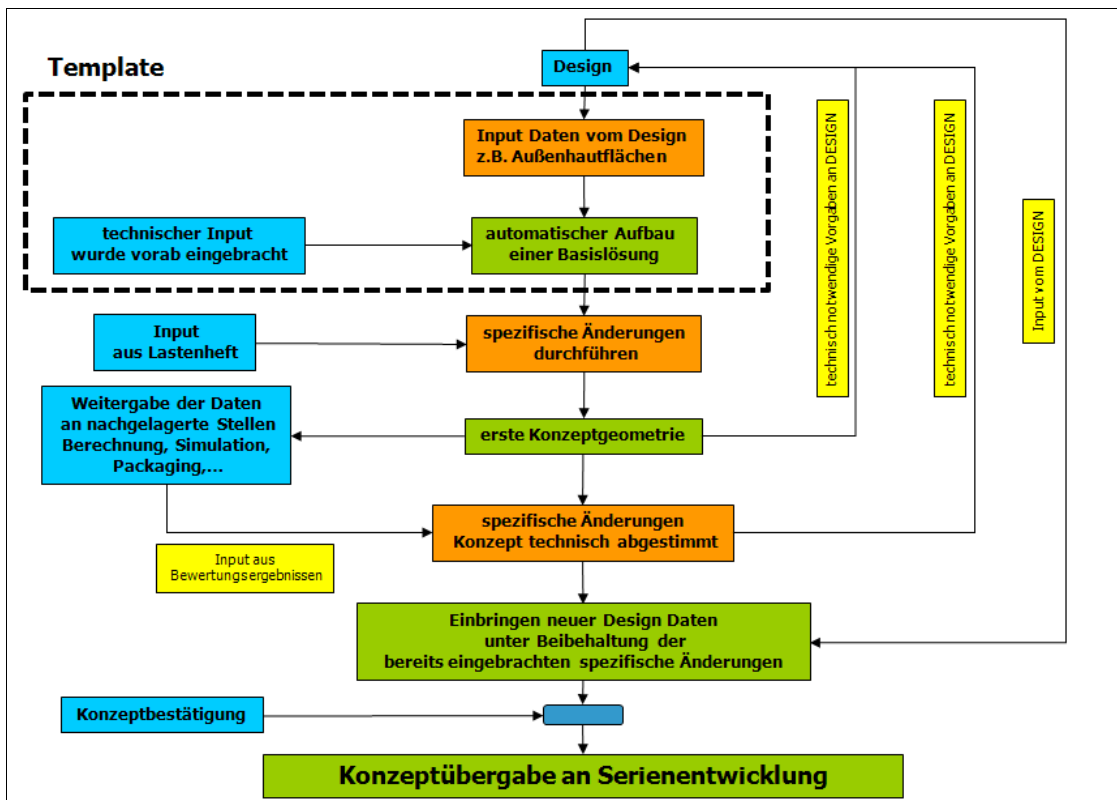 Template
Design
Input Daten vom Design
z.B. Außenhautflächen
technischer Input
wurde vorab eingebracht
automatischer Aufbau
einer Basislösung
Input
aus Lastenheft
spezifische Änderungen
durchführen
Weitergabe der Daten
an nachgelagerte Stellen
Berechnung, Simulation,
Packaging,...
erste Konzeptgeometrie
spezifische Änderungen
Konzept technisch abgestimmt
Input aus
Bewertungsergebnissen
Einbringen neuer Design Daten
unter Beibehaltung der
bereits eingebrachten spezifische Änderungen
Konzeptbestätigung
Konzeptübergabe an Serienentwicklung
technisch notwendige Vorgaben an DESIGN
technisch notwendige Vorgaben an DESIGN
Input vom DESIGN